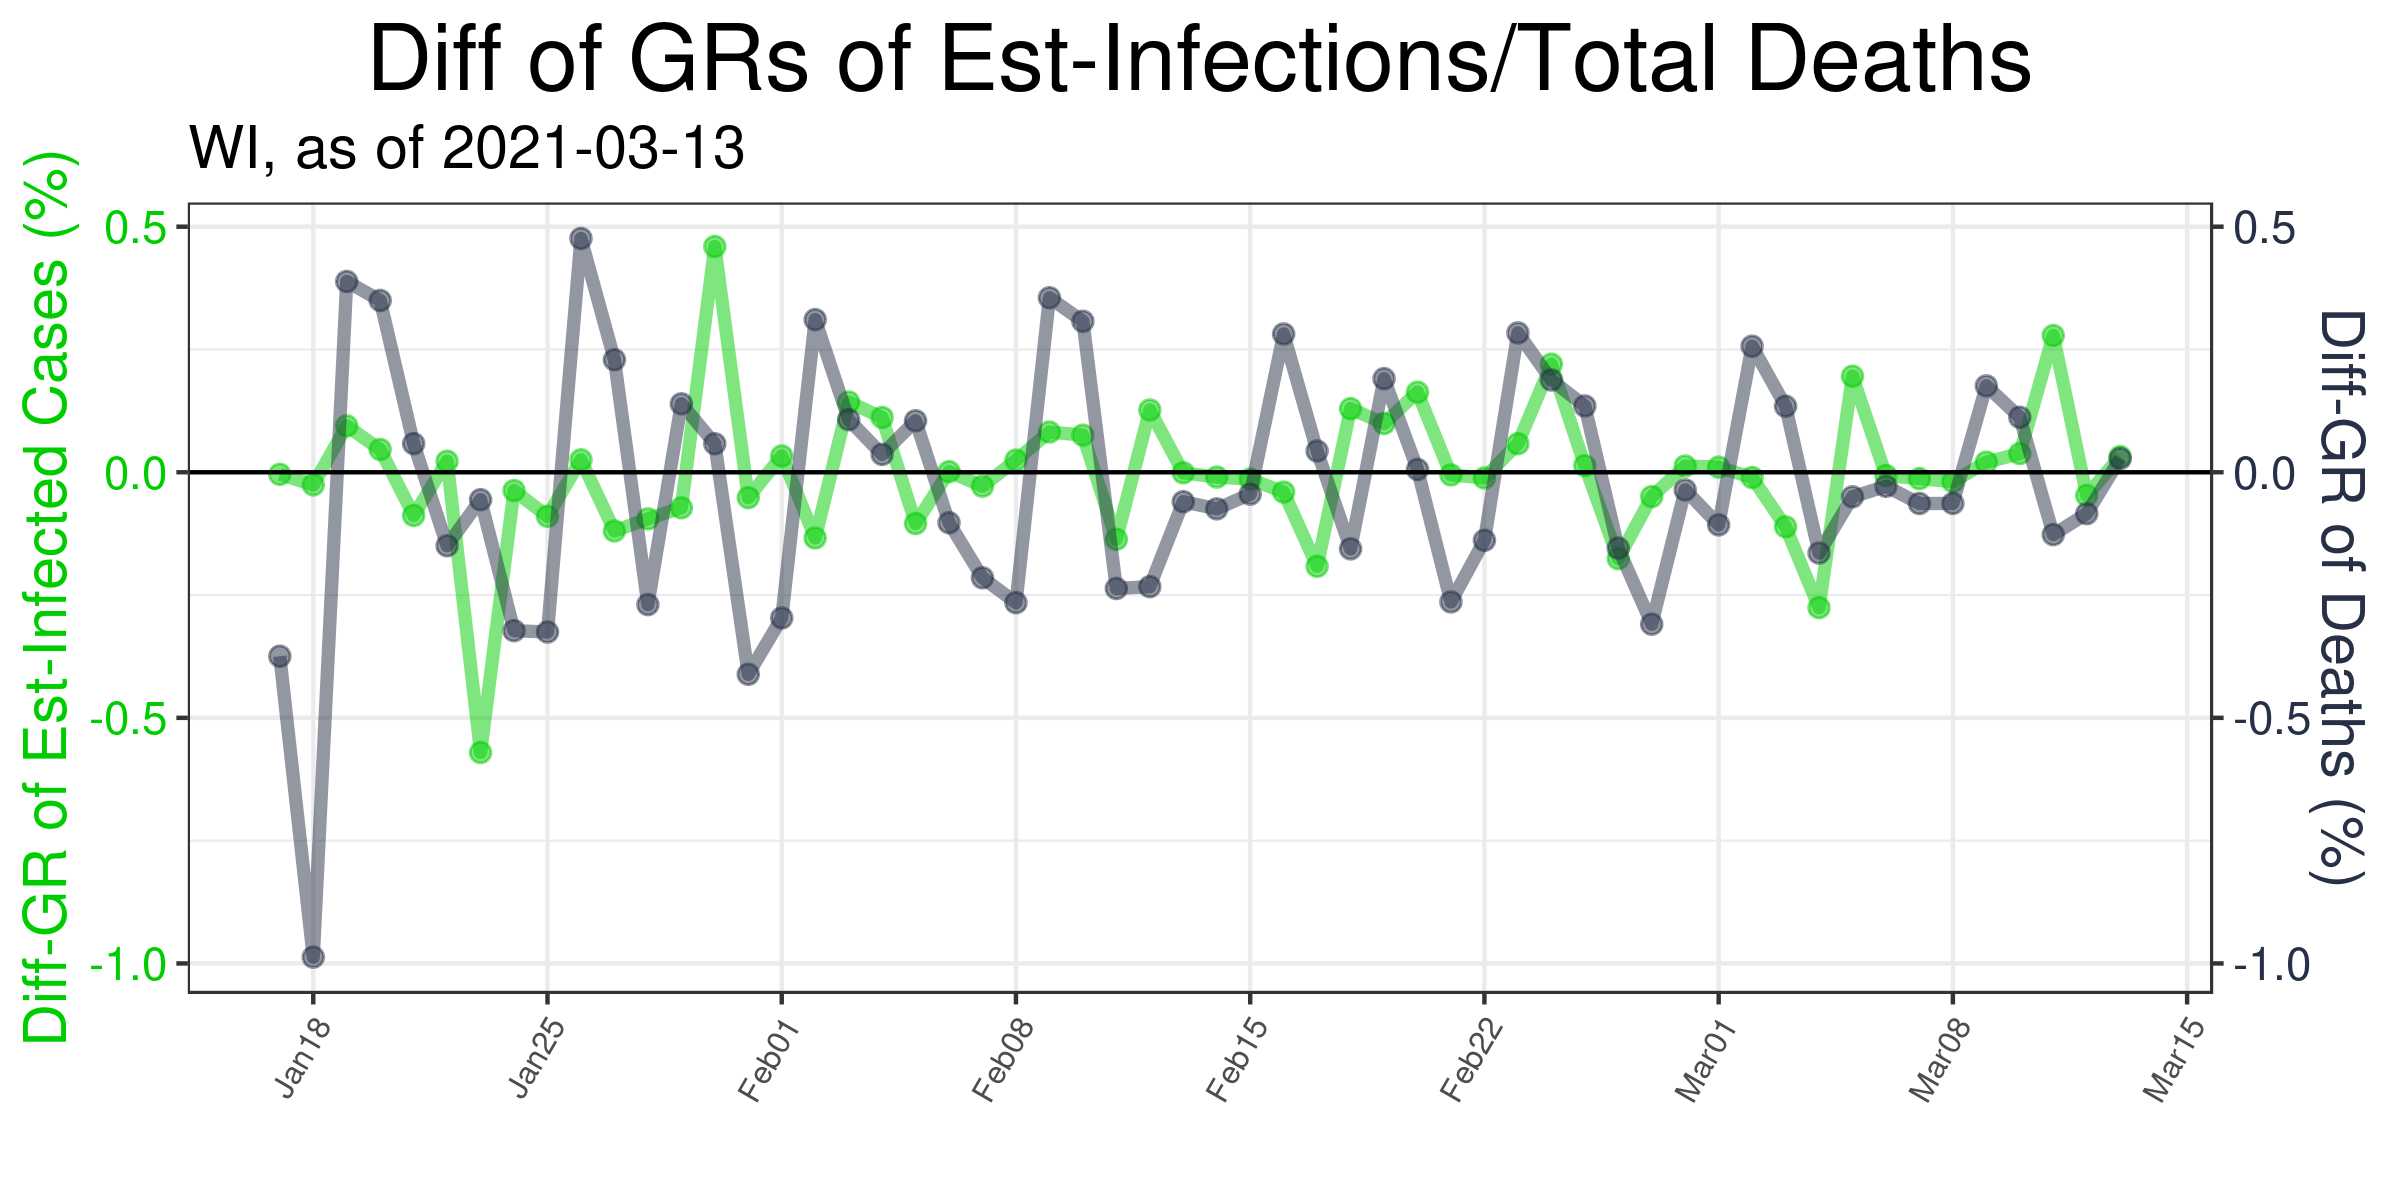 Diff of GRs of Est-Infections/Total Deaths
WI, as of 2021-03-13
Diff-GR of Est-Infected Cases (%)
0.5
0.0
-0.5
-1.0
0.5
0.0
-0.5
-1.0
Diff-GR of Deaths (%)
Jan18
Jan25
Feb01
Feb08
Feb15
Feb22
Mar01
Mar08
Mar15